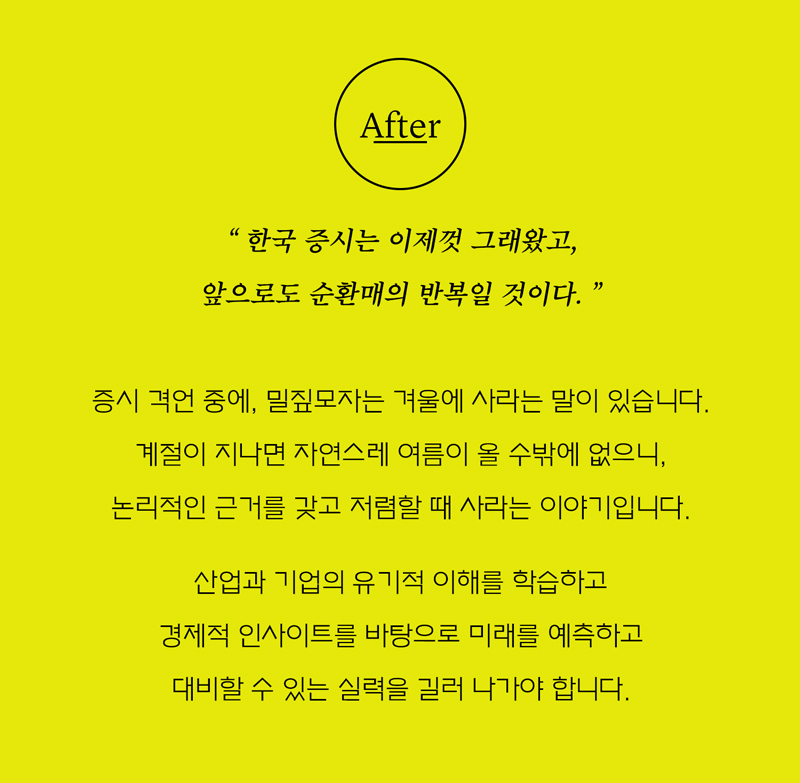 After
“ 한국 증시는 이제껏 그래왔고,
앞으로도 순환매의 반복일 것이다. ”
증시 격언 중에, 밀짚모자는 겨울에 사라는 말이 있습니다.
계절이 지나면 자연스레 여름이 올 수밖에 없으니,
논리적인 근거를 갖고 저렴할 때 사라는 이야기입니다.
산업과 기업의 유기적 이해를 학습하고
경제적 인사이트를 바탕으로 미래를 예측하고
대비할 수 있는 실력을 길러 나가야 합니다.